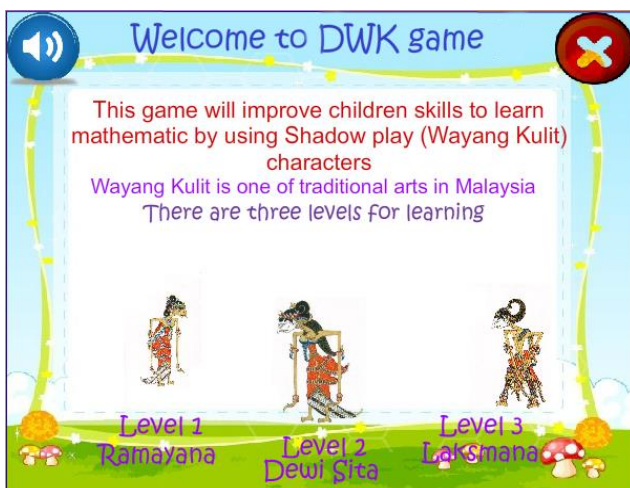 Welcome to DWK game
This game will improve children skills to learn
mathematic by using Shadow play (Wayang Kulit)
characters
Wayang Kulit is one of traditional arts in Malaysia
There are three levels for learning
Level 1
Ramayana
Level 2
Dewi Sita
Level 3
Laksmana